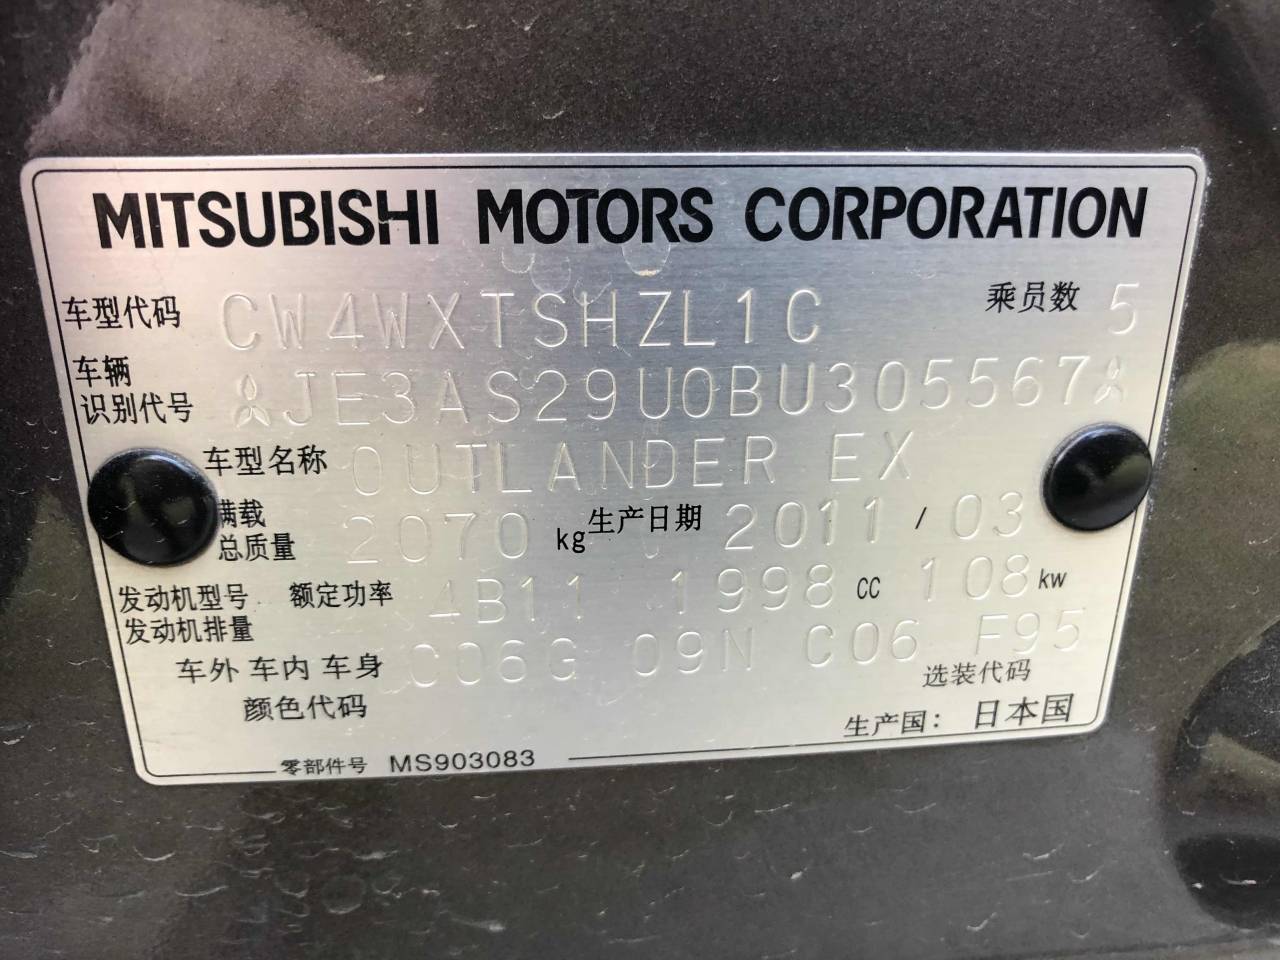 MITSUBISHI MOTORS CORPORATION
车型代码 CW4WXTSHZL1C 乘员数 5
车辆
识别代号 JE3AS29U0BU305567
车型名称 OUTLANDER EX
满载
总质量 2070 kg 生产日期 2011 / 03
发动机型号 额定功率 4B11 1998 cc 108 kw
发动机排量
车外 车内 车身 C06G 09N C06 F95
颜色代码 选装代码
生产国：日本国
零部件号 MS903083